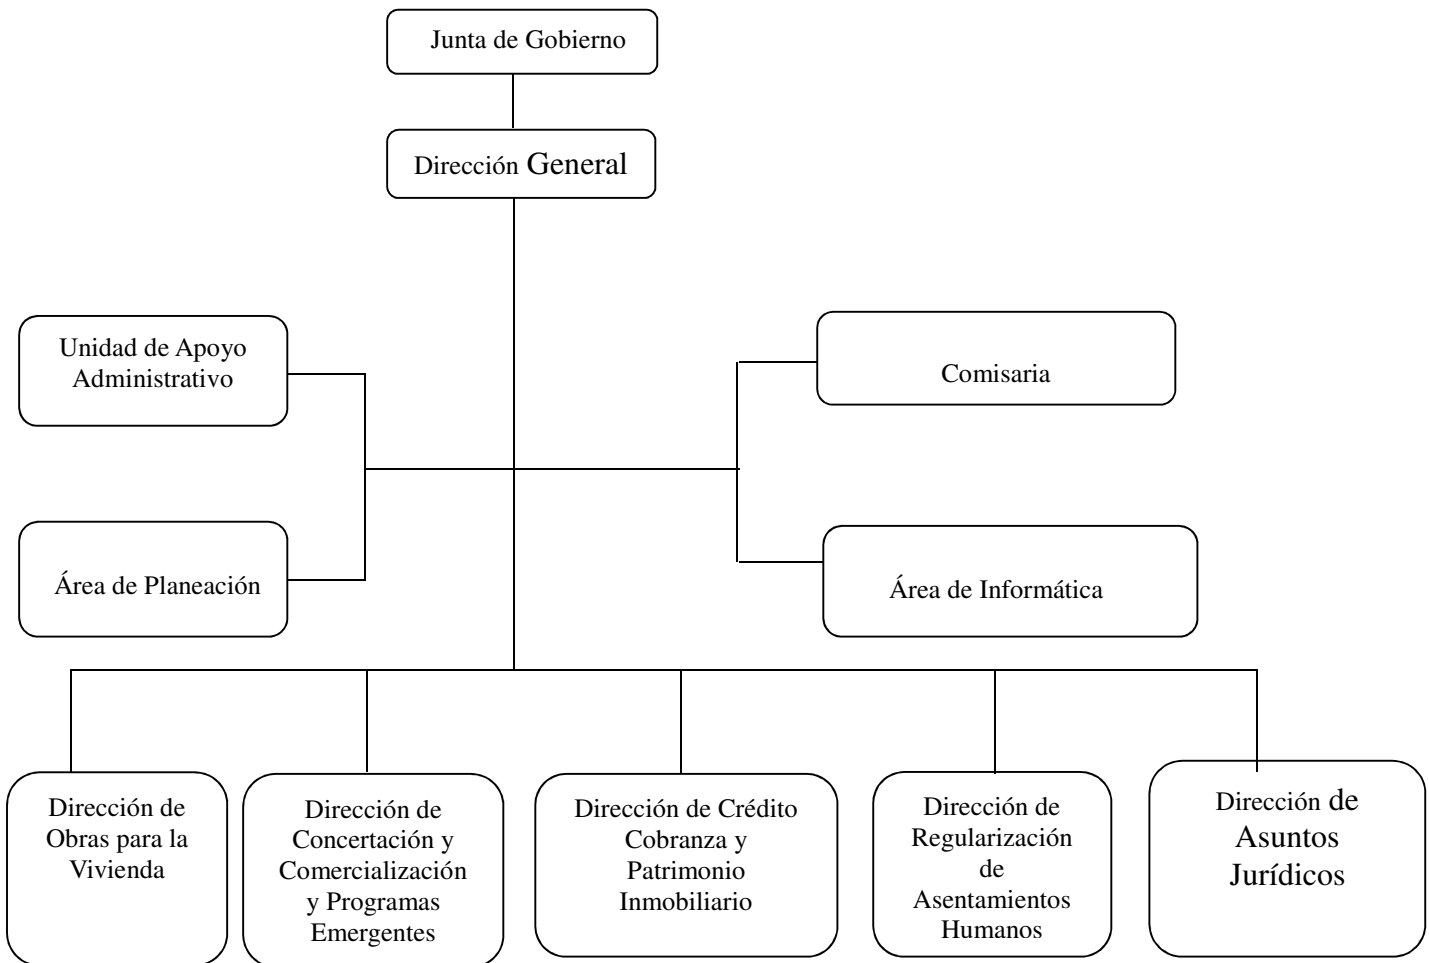 Junta de Gobierno
Dirección General
Unidad de Apoyo
Administrativo
Comisaria
Área de Planeación
Área de Informática
Dirección de
Obras para la
Vivienda
Dirección de
Concertación y
Comercialización
y Programas
Emergentes
Dirección de Crédito
Cobranza y
Patrimonio
Inmobiliario
Dirección de
Regularización
de
Asentamientos
Humanos
Dirección de
Asuntos
Jurídicos